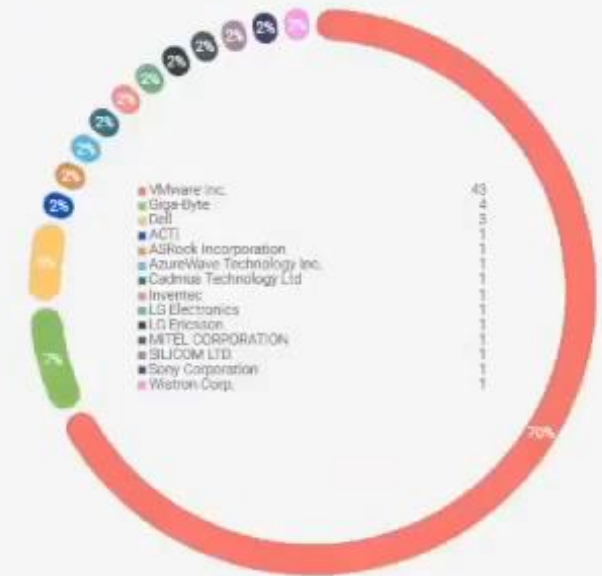 2%
2%
2%
2%
2%
2%
2%
2%
2%
2%
2%
5%
7%
70%
VMware Inc. 43
Giga-Byte 4
Dell 3
ACTI 1
ASRock Incorporation 1
AzureWave Technology Inc. 1
Cadmus Technology Ltd 1
Inventec 1
LG Electronics 1
LG Ericsson 1
MITEL CORPORATION 1
SILICOM LTD. 1
Sony Corporation 1
Wistron Corp. 1